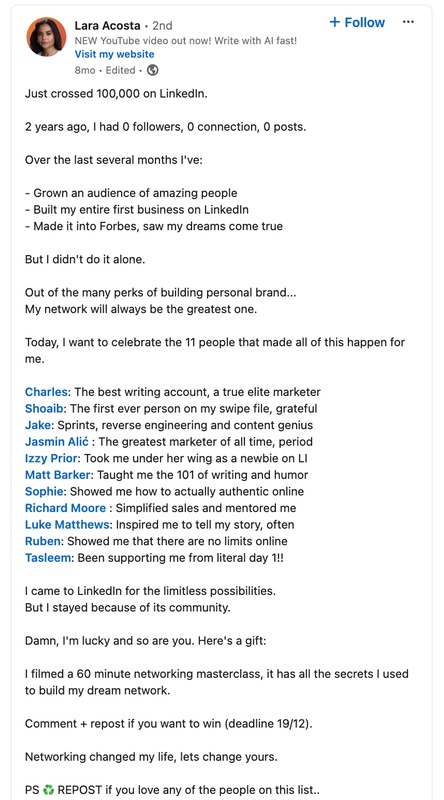 Lara Acosta • 2nd
+ Follow
...
NEW YouTube video out now! Write with AI fast!
Visit my website
8mo • Edited •
Just crossed 100,000 on LinkedIn.
2 years ago, I had 0 followers, 0 connection, 0 posts.
Over the last several months I've:
- Grown an audience of amazing people
- Built my entire first business on LinkedIn
- Made it into Forbes, saw my dreams come true
But I didn't do it alone.
Out of the many perks of building personal brand...
My network will always be the greatest one.
Today, I want to celebrate the 11 people that made all of this happen for
me.
Charles: The best writing account, a true elite marketer
Shoaib: The first ever person on my swipe file, grateful
Jake: Sprints, reverse engineering and content genius
Jasmin Alić : The greatest marketer of all time, period
Izzy Prior: Took me under her wing as a newbie on LI
Matt Barker: Taught me the 101 of writing and humor
Sophie: Showed me how to actually authentic online
Richard Moore : Simplified sales and mentored me
Luke Matthews: Inspired me to tell my story, often
Ruben: Showed me that there are no limits online
Tasleem: Been supporting me from literal day 1!!
I came to LinkedIn for the limitless possibilities.
But I stayed because of its community.
Damn, I'm lucky and so are you. Here's a gift:
I filmed a 60 minute networking masterclass, it has all the secrets I used
to build my dream network.
Comment + repost if you want to win (deadline 19/12).
Networking changed my life, lets change yours.
PS ♻️ REPOST if you love any of the people on this list..